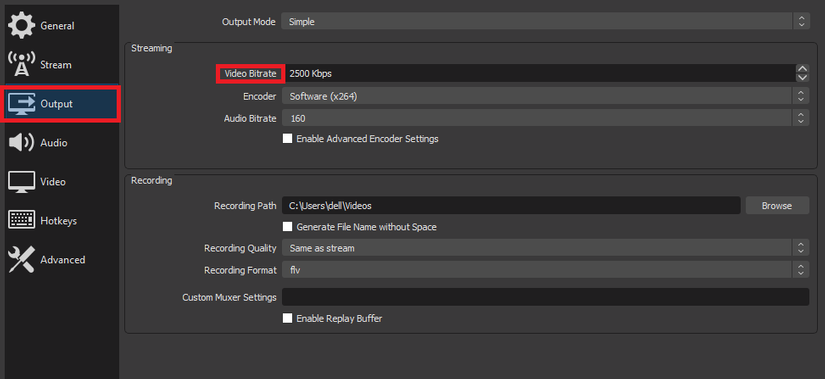 General
Stream
Output
Audio
Video
Hotkeys
Advanced
Output Mode Simple
Streaming
Video Bitrate 2500 Kbps
Encoder Software (x264)
Audio Bitrate 160
Enable Advanced Encoder Settings
Recording
Recording Path C:\Users\dell\Videos Browse
Generate File Name without Space
Recording Quality Same as stream
Recording Format flv
Custom Muxer Settings
Enable Replay Buffer